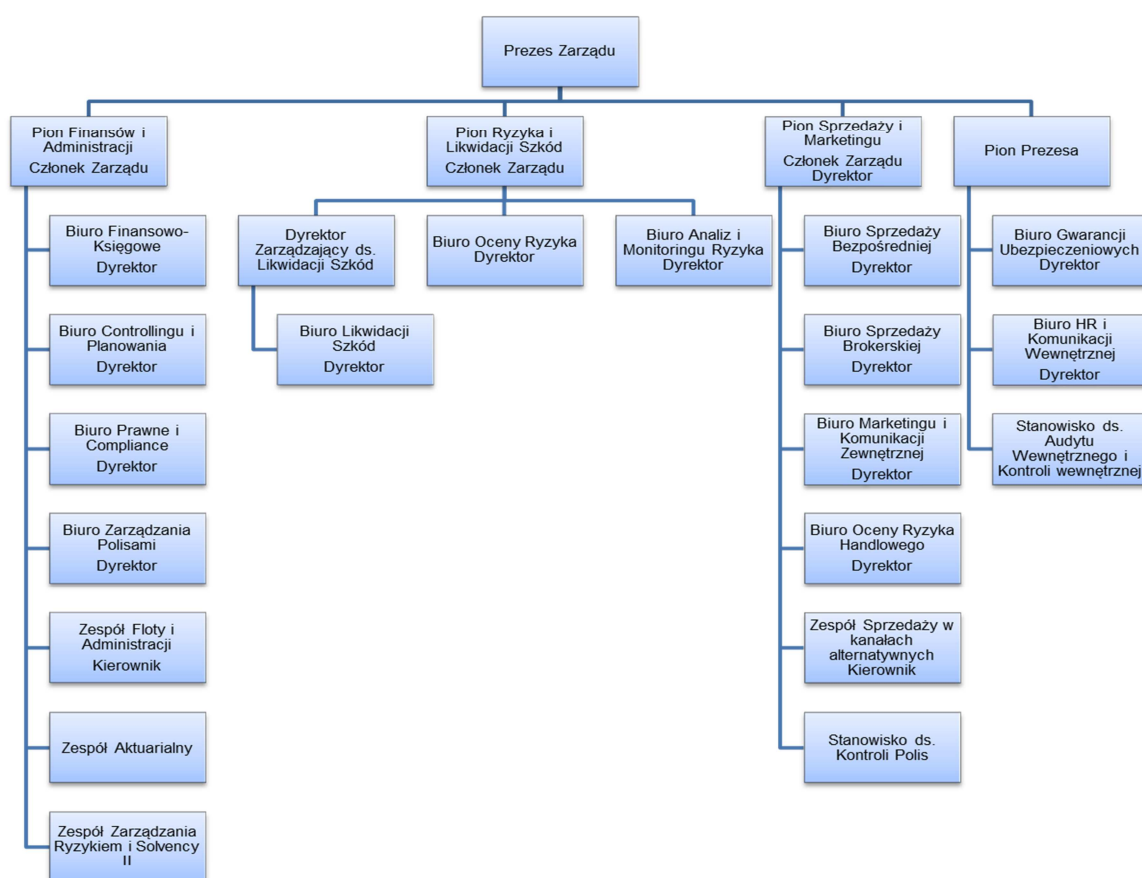 Prezes Zarządu
Pion Finansów i
Administracji
Członek Zarządu
Pion Ryzyka i
Likwidacji Szkód
Członek Zarządu
Pion Sprzedaży i
Marketingu
Członek Zarządu
Dyrektor
Pion Prezesa
Biuro Finansowo-
Księgowe
Dyrektor
Biuro Controllingu i
Planowania
Dyrektor
Biuro Prawne i
Compliance
Dyrektor
Biuro Zarządzania
Polisami
Dyrektor
Zespół Floty i
Administracji
Kierownik
Zespół Aktuarialny
Zespół Zarządzania
Ryzykiem i Solvency
II
Dyrektor
Zarządzający ds.
Likwidacji Szkód
Biuro Likwidacji
Szkód
Dyrektor
Biuro Oceny Ryzyka
Dyrektor
Biuro Analiz i
Monitoringu Ryzyka
Dyrektor
Biuro Sprzedaży
Bezpośredniej
Dyrektor
Biuro Sprzedaży
Brokerskiej
Dyrektor
Biuro Marketingu i
Komunikacji
Zewnętrznej
Dyrektor
Biuro Oceny Ryzyka
Handlowego
Dyrektor
Zespół Sprzedaży w
kanałach
alternatywnych
Kierownik
Stanowisko ds.
Kontroli Polis
Biuro Gwarancji
Ubezpieczeniowych
Dyrektor
Biuro HR i
Komunikacji
Wewnętrznej
Dyrektor
Stanowisko ds.
Audytu
Wewnętrznego i
Kontroli wewnętrznej